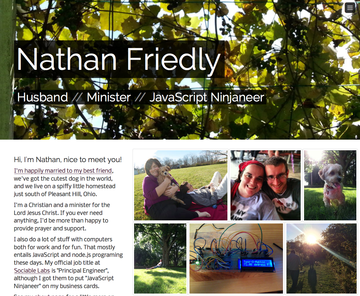 Nathan Friedly
Husband // Minister // JavaScript Ninjaneer
Hi, I'm Nathan, nice to meet you!
I'm happily married to my best friend,
we've got the cutest dog in the world,
and we live on a spiffy little homestead
just south of Pleasant Hill, Ohio.
I'm a Christian and a minister for the
Lord Jesus Christ. If you ever need
anything, I'd be more than happy to
provide prayer and support.
I also do a lot of stuff with computers
both for work and for fun. That mostly
entails JavaScript and node.js programing
these days. My official job title at
Sociable Labs is "Principal Engineer",
although I got them to put "JavaScript
Ninjaneer" on my business cards.